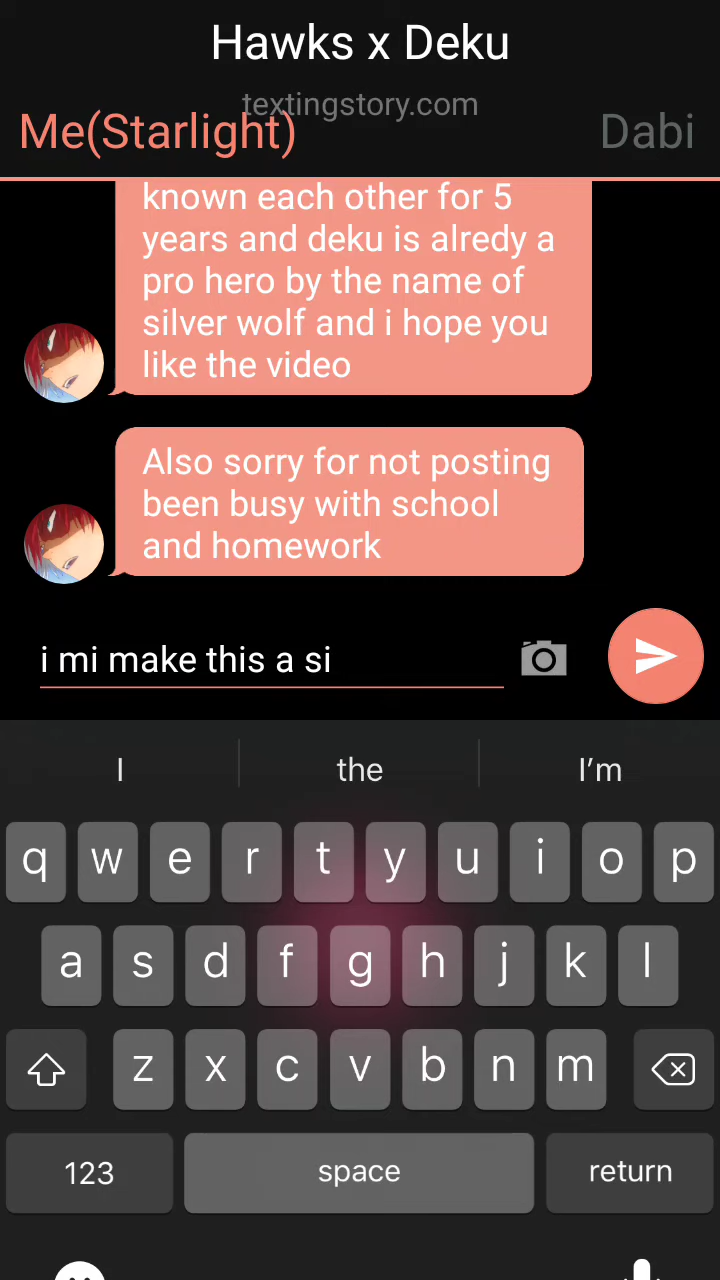 Hawks x Deku
textingstory.com
Me(Starlight)
Dabi
known each other for 5
years and deku is alredy a
pro hero by the name of
silver wolf and i hope you
like the video
Also sorry for not posting
been busy with school
and homework
i mi make this a si
I the I'm
q w e r t y u i o p
a s d f g h j k l
z x c v b n m
123 space return